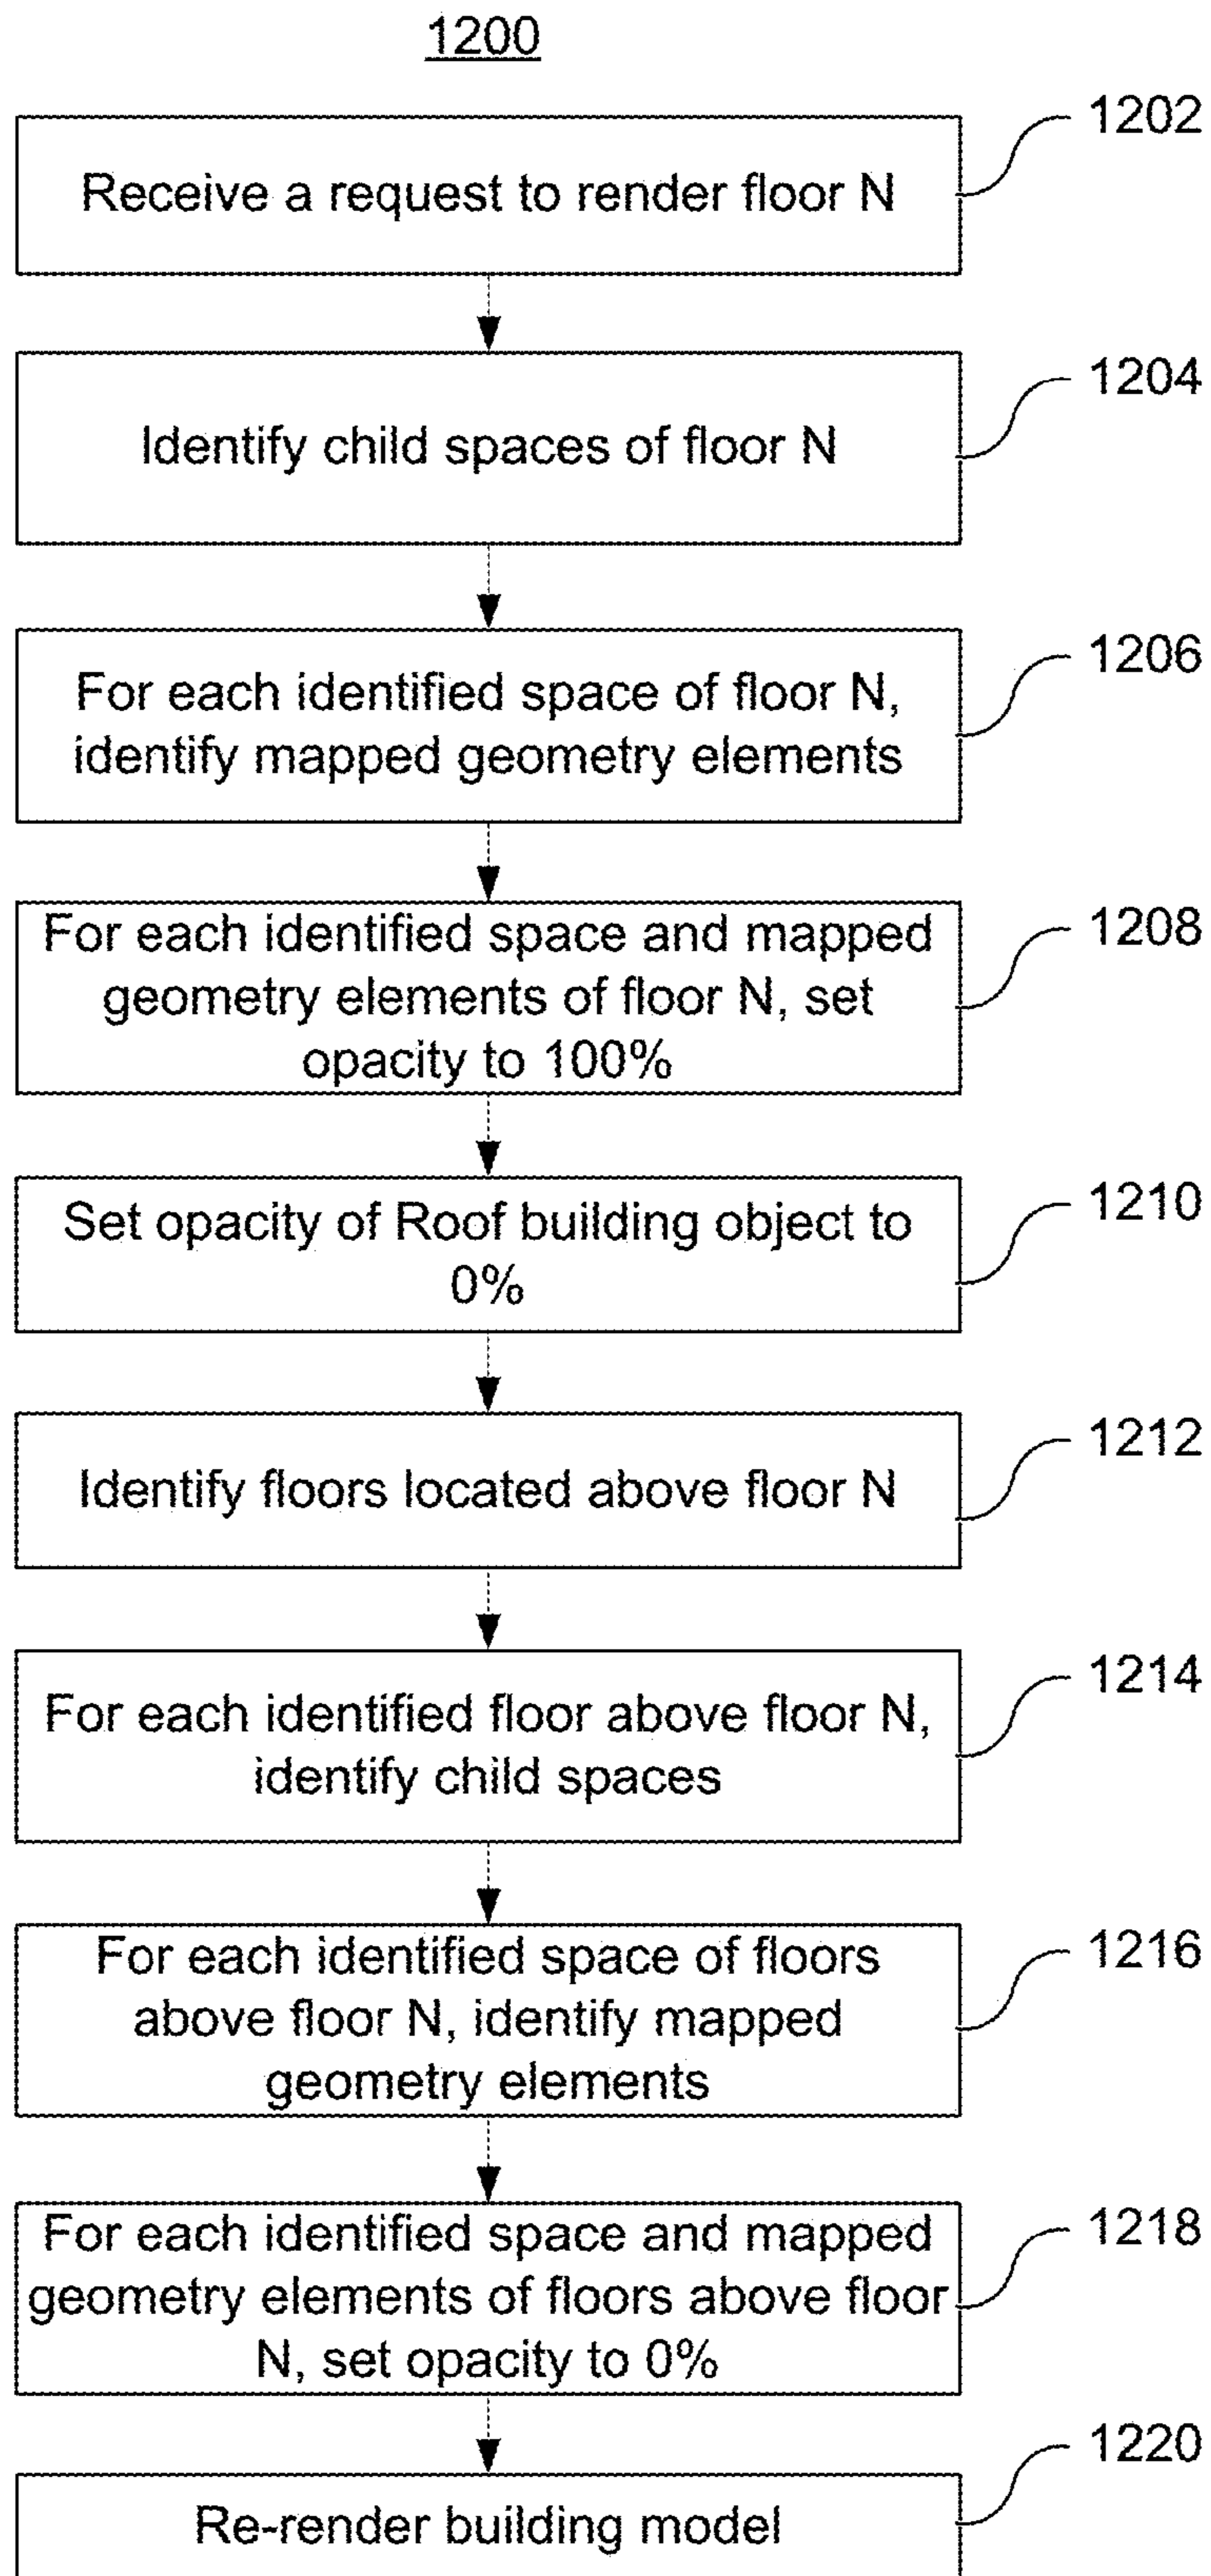 1200
1202
Receive a request to render floor N
1204
Identify child spaces of floor N
1206
For each identified space of floor N,
identify mapped geometry elements
1208
For each identified space and mapped
geometry elements of floor N, set
opacity to 100%
1210
Set opacity of Roof building object to
0%
1212
Identify floors located above floor N
1214
For each identified floor above floor N,
identify child spaces
1216
For each identified space of floors
above floor N, identify mapped
geometry elements
1218
For each identified space and mapped
geometry elements of floors above floor
N, set opacity to 0%
1220
Re-render building model